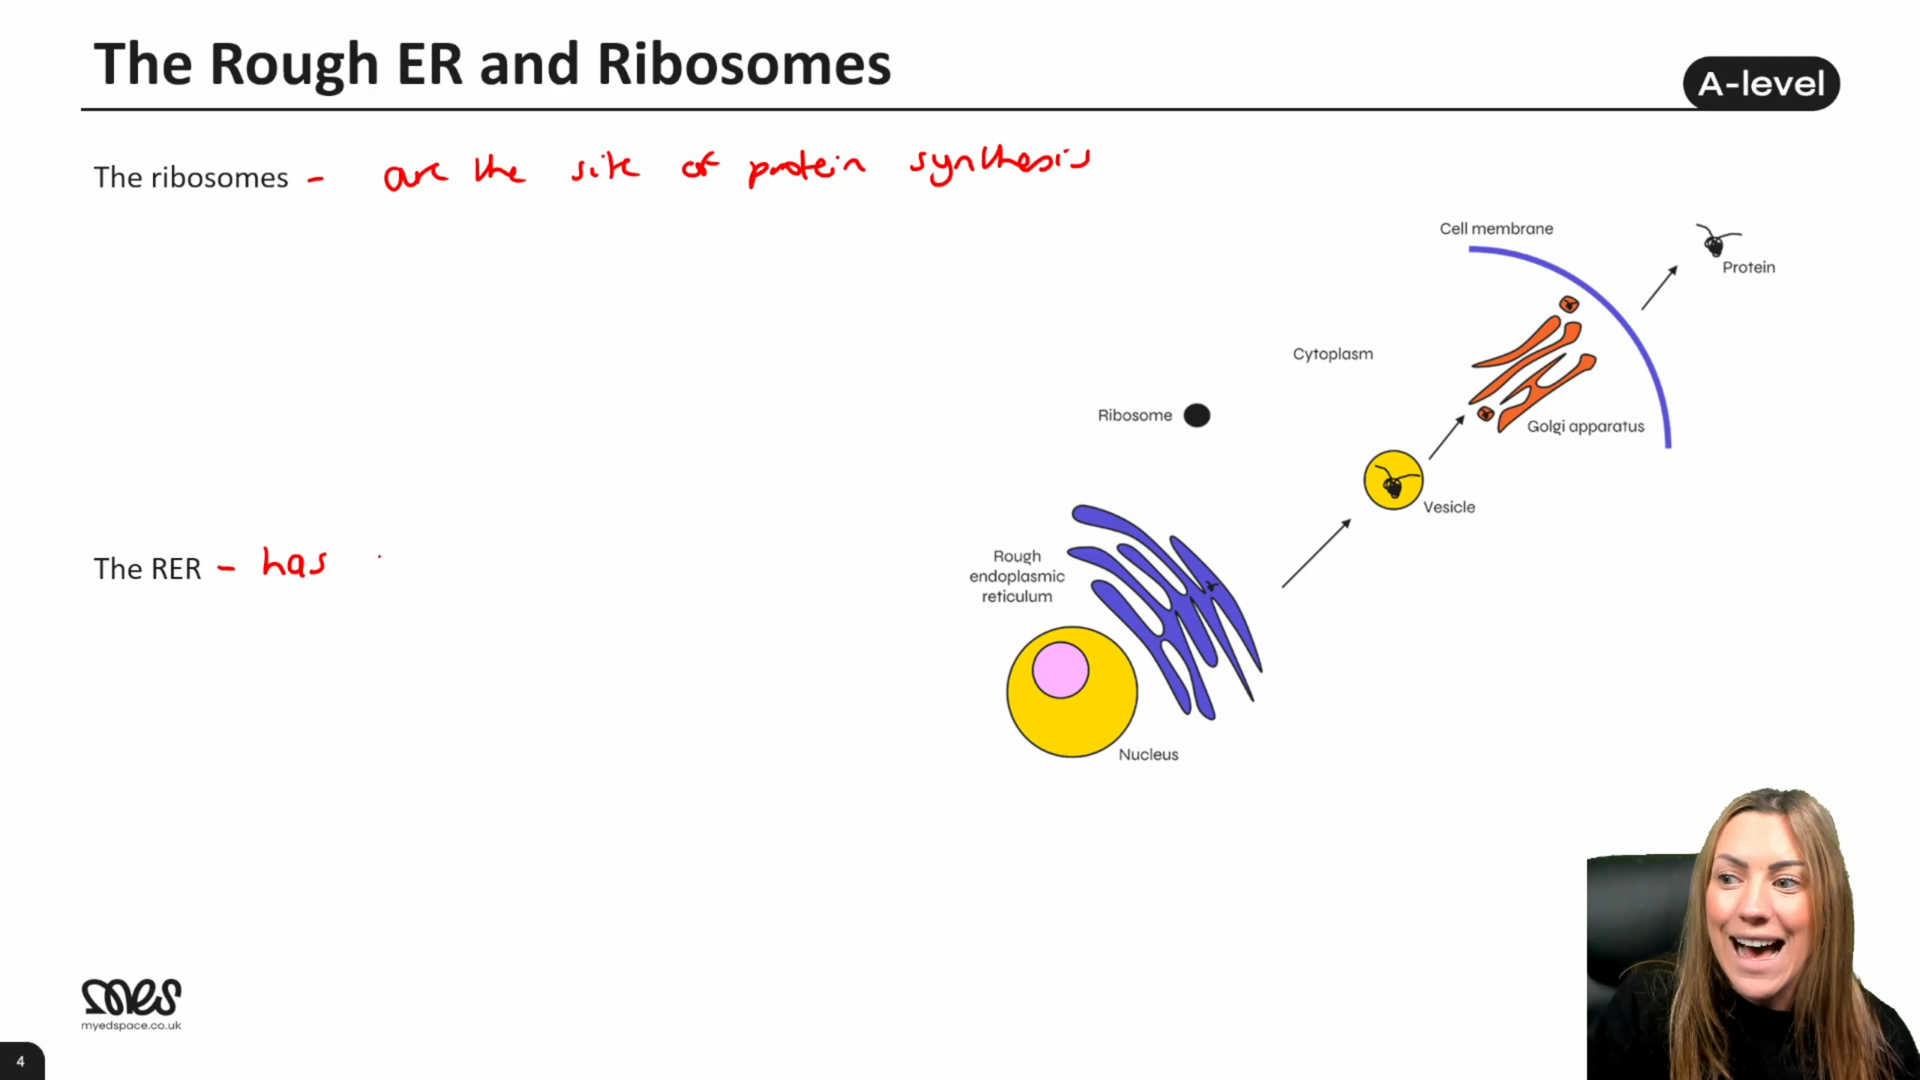 The Rough ER and Ribosomes
A-level
The ribosomes - are the site of protein synthesis
Cell membrane
Protein
Cytoplasm
Ribosome
Golgi apparatus
Vesicle
Rough
endoplasmic
reticulum
The RER - has
Nucleus
mes
myedspace.co.uk
4